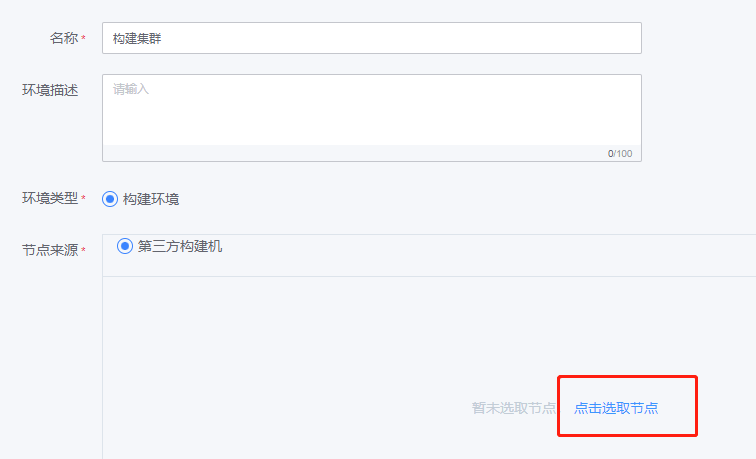 名称 *
构建集群
环境描述
请输入
0/100
环境类型 *
构建环境
节点来源 *
第三方构建机
暂未选取节点 点击选取节点